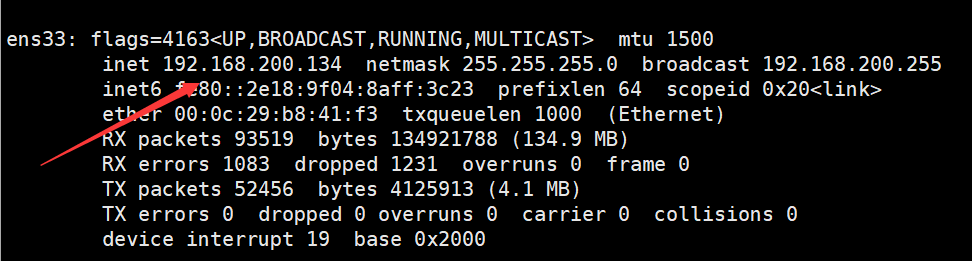 ens33: flags=4163<UP,BROADCAST,RUNNING,MULTICAST>  mtu 1500
inet 192.168.200.134  netmask 255.255.255.0  broadcast 192.168.200.255
inet6 fe80::2e18:9f04:8aff:3c23  prefixlen 64  scopeid 0x20<link>
ether 00:0c:29:b8:41:f3  txqueuelen 1000  (Ethernet)
RX packets 93519  bytes 134921788 (134.9 MB)
RX errors 1083  dropped 1231  overruns 0  frame 0
TX packets 52456  bytes 4125913 (4.1 MB)
TX errors 0  dropped 0 overruns 0  carrier 0  collisions 0
device interrupt 19  base 0x2000